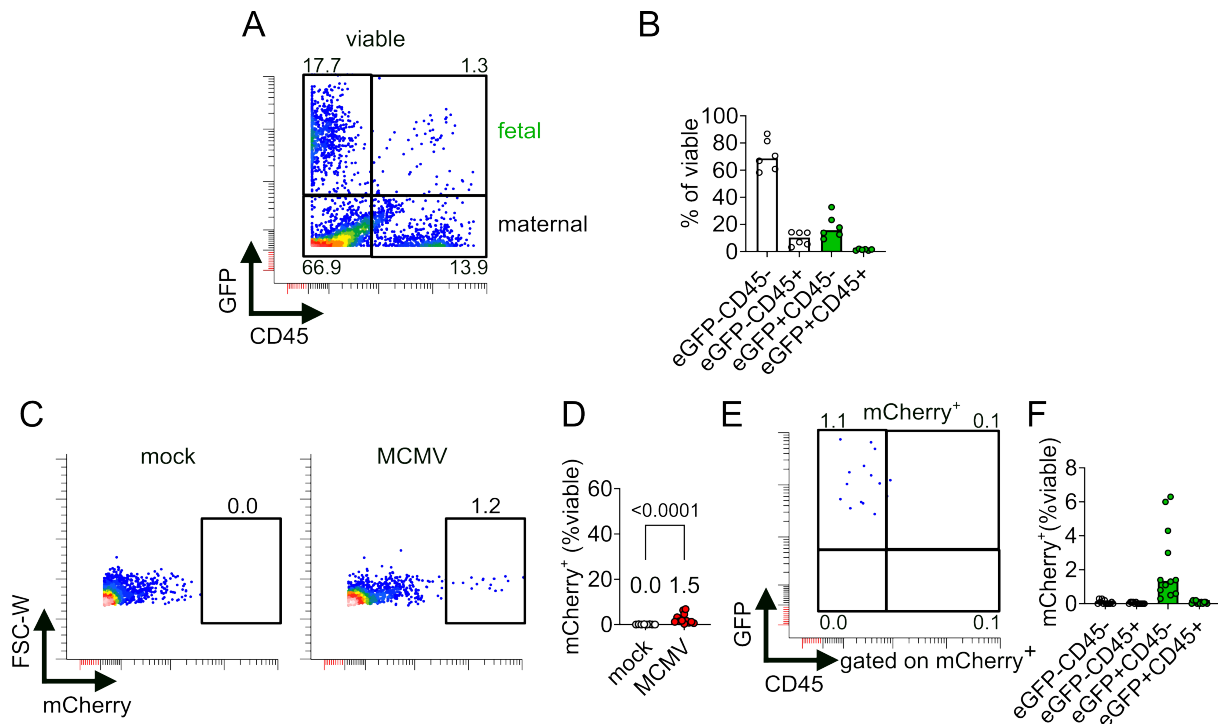 A
viable
17.7
1.3
fetal
maternal
66.9
13.9
GFP
CD45
B
% of viable
100
80
60
40
20
0
eGFP-CD45-
eGFP-CD45+
eGFP+CD45-
eGFP+CD45+
C
mock
MCMV
0.0
1.2
FSC-W
mCherry
D
mCherry⁺ (%viable)
60
40
20
0
<0.0001
0.0
1.5
mock
MCMV
E
mCherry⁺
1.1
0.1
0.0
0.1
GFP
CD45
gated on mCherry⁺
F
mCherry⁺(%viable)
8
6
4
2
0
eGFP-CD45-
eGFP-CD45+
eGFP+CD45-
eGFP+CD45+